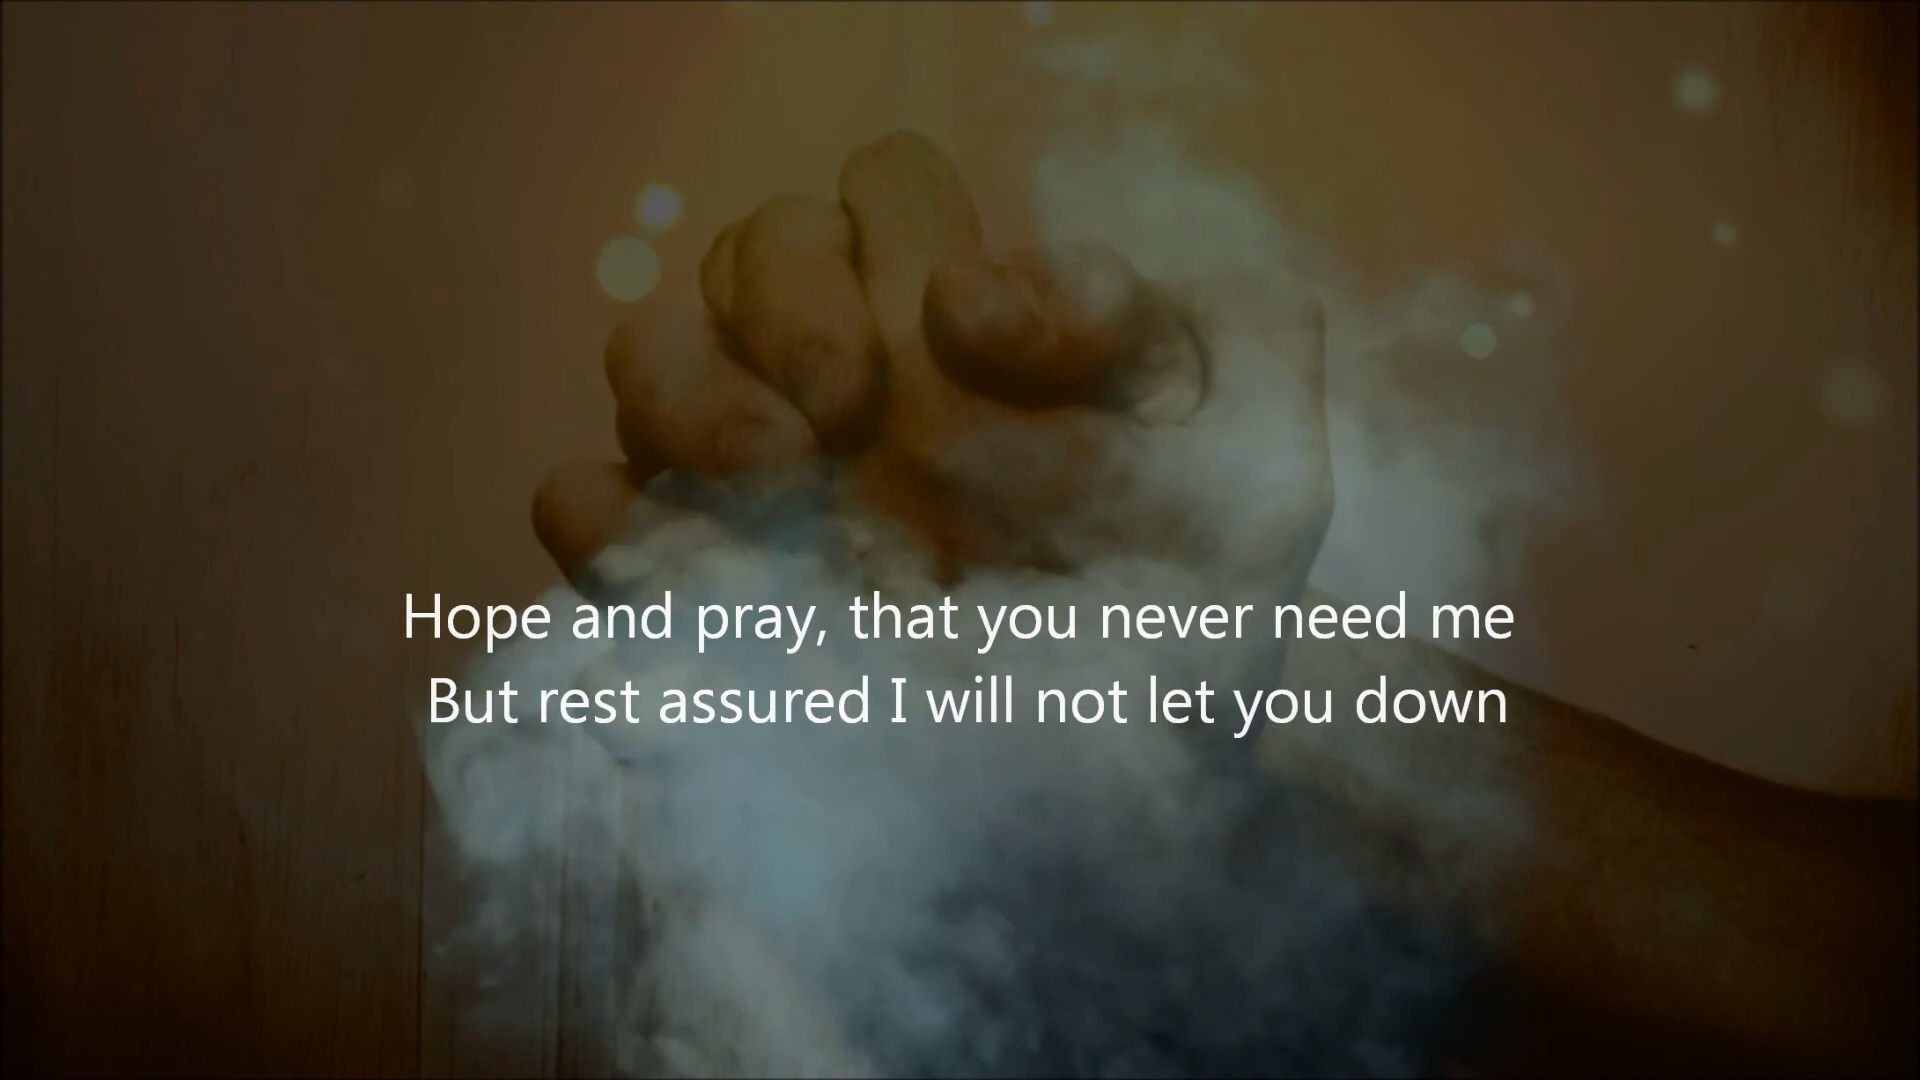 Hope and pray, that you never need me
But rest assured I will not let you down